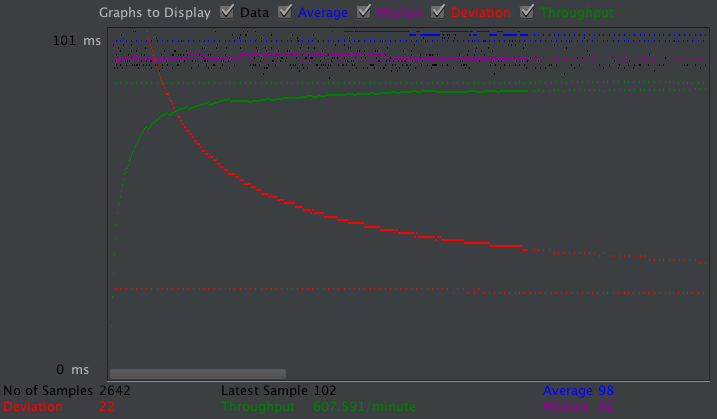 Graphs to Display Data Average Median Deviation Throughput
101 ms
0 ms
No of Samples 2642 Latest Sample 102 Average 98
Deviation 22 Throughput 607.591/minute Median 92